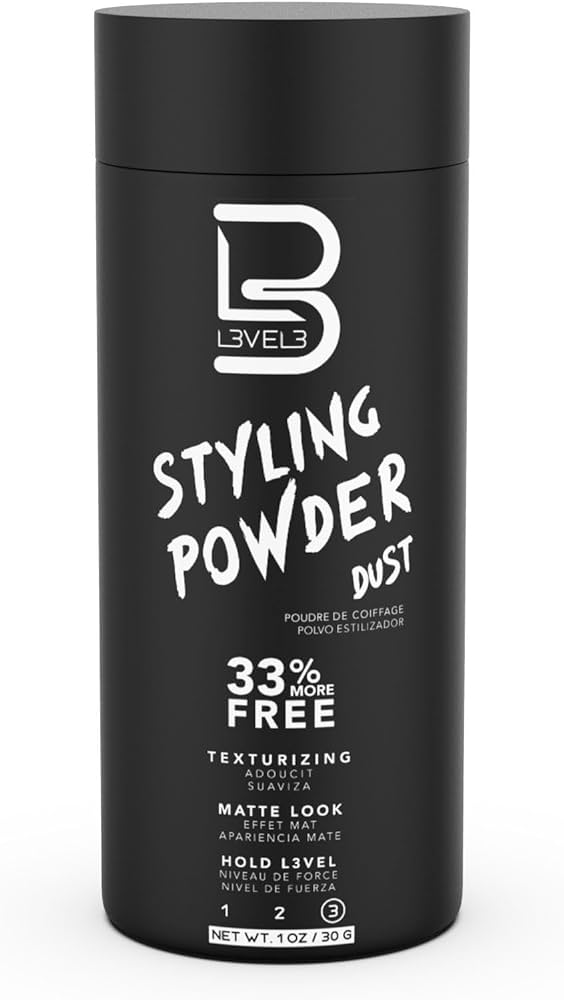 L3VEL3
STYLING
POWDER
DUST
POUDRE DE COIFFAGE
POLVO ESTILIZADOR
33% MORE
FREE
TEXTURIZING
ADOUCIT
SUAVIZA
MATTE LOOK
EFFET MAT
APARIENCIA MATE
HOLD L3VEL
NIVEAU DE FORCE
NIVEL DE FUERZA
1 2 3
NET WT. 1 OZ / 30 G